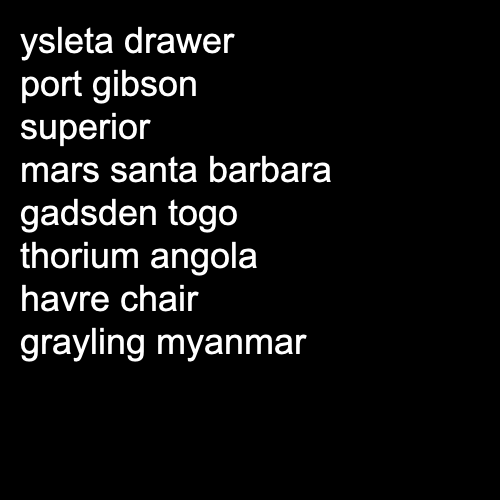 ysleta drawer
port gibson
superior
mars santa barbara
gadsden togo
thorium angola
havre chair
grayling myanmar